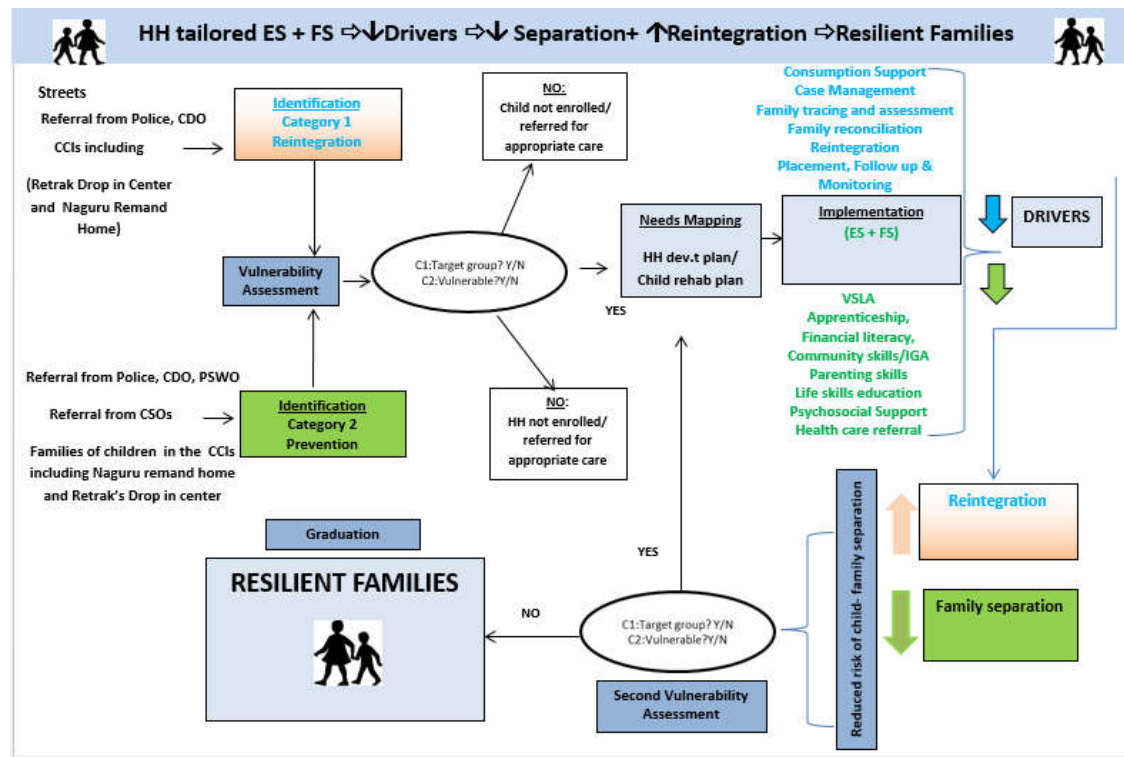 HH tailored ES + FS ⇨↓Drivers ⇨↓ Separation+ ↑Reintegration ⇨Resilient Families
Streets
Referral from Police, CDO
CCIs including
(Retrak Drop in Center
and Naguru Remand
Home)
Identification
Category 1
Reintegration
NO:
Child not enrolled/
referred for
appropriate care
Consumption Support
Case Management
Family tracing and assessment
Family reconciliation
Reintegration
Placement, Follow up &
Monitoring
Vulnerability
Assessment
C1:Target group? Y/N
C2:Vulnerable?Y/N
YES
Needs Mapping
HH dev.t plan/
Child rehab plan
Implementation
(ES + FS)
DRIVERS
VSLA
Apprenticeship,
Financial literacy,
Community skills/IGA
Parenting skills
Life skills education
Psychosocial Support
Health care referral
Referral from Police, CDO, PSWO
Referral from CSOs
Families of children in the CCIs
including Naguru remand home
and Retrak's Drop in center
Identification
Category 2
Prevention
NO:
HH not enrolled/
referred for
appropriate care
Graduation
RESILIENT FAMILIES
NO
YES
C1:Target group? Y/N
C2:Vulnerable?Y/N
Second Vulnerability
Assessment
Reduced risk of child- family separation
Reintegration
Family separation